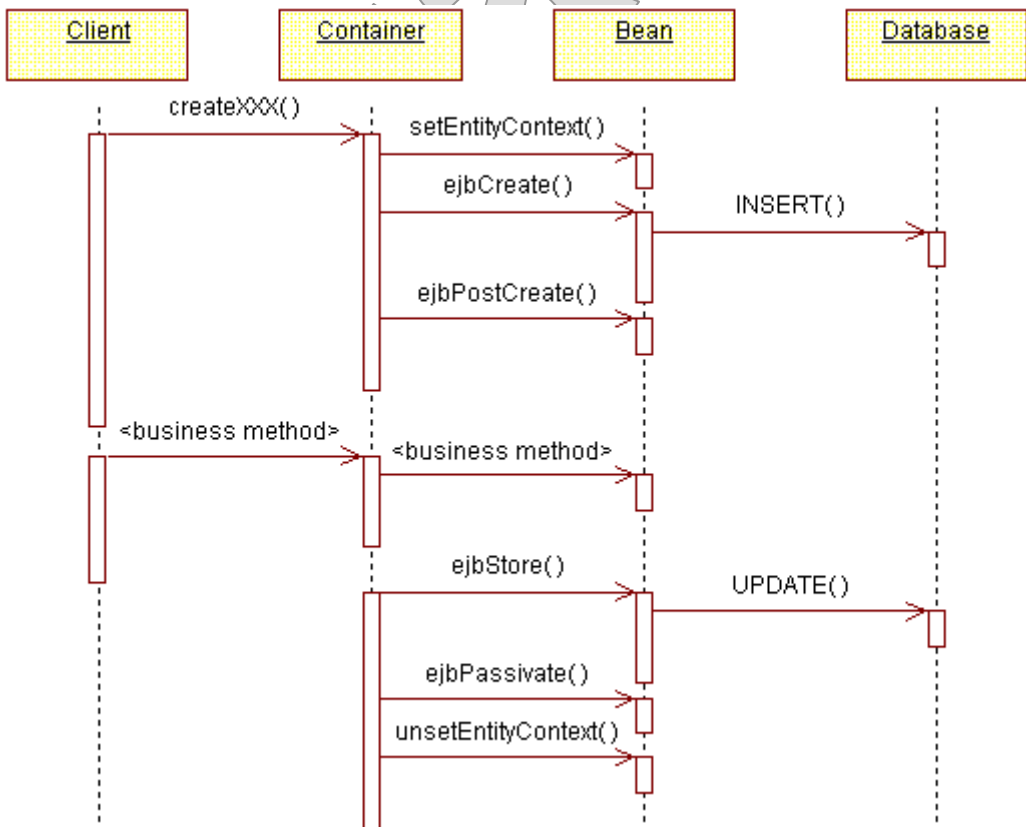 Client
Container
Bean
Database
createXXX()
setEntityContext()
ejbCreate()
INSERT()
ejbPostCreate()
<business method>
<business method>
ejbStore()
UPDATE()
ejbPassivate()
unsetEntityContext()